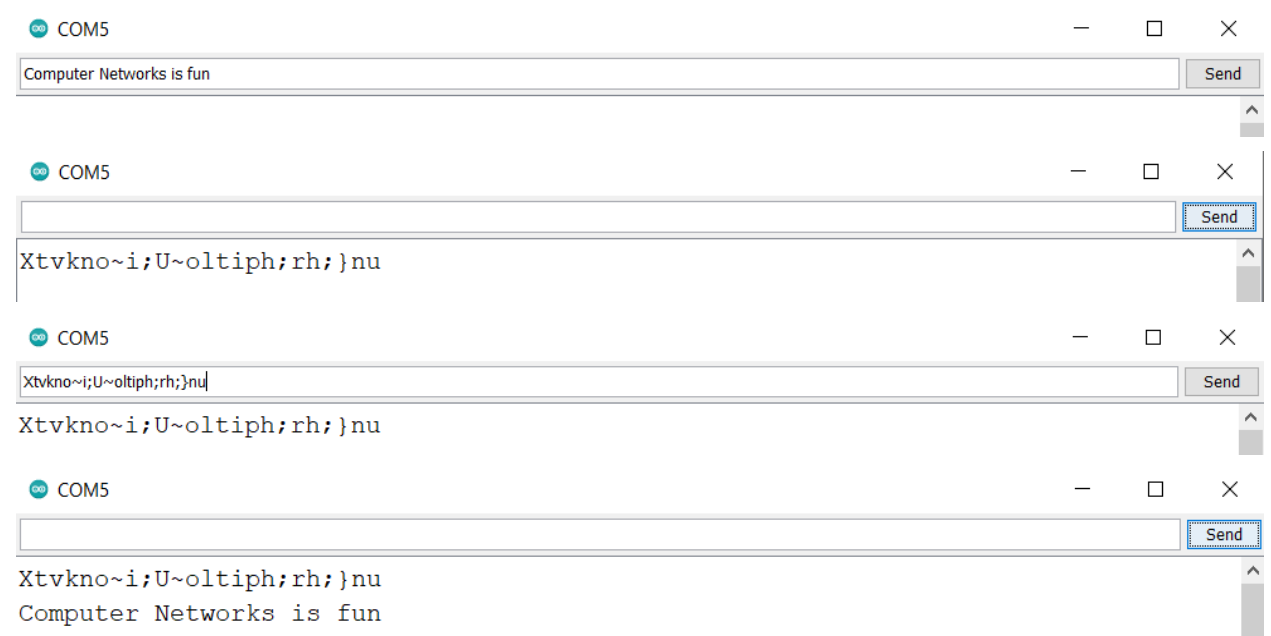 COM5
Computer Networks is fun
Send
COM5
Send
Xtvkno~i;U~oltiph;rh;}nu
COM5
Xtvkno~i;U~oltiph;rh;}nu
Send
Xtvkno~i;U~oltiph;rh;}nu
COM5
Send
Xtvkno~i;U~oltiph;rh;}nu
Computer Networks is fun